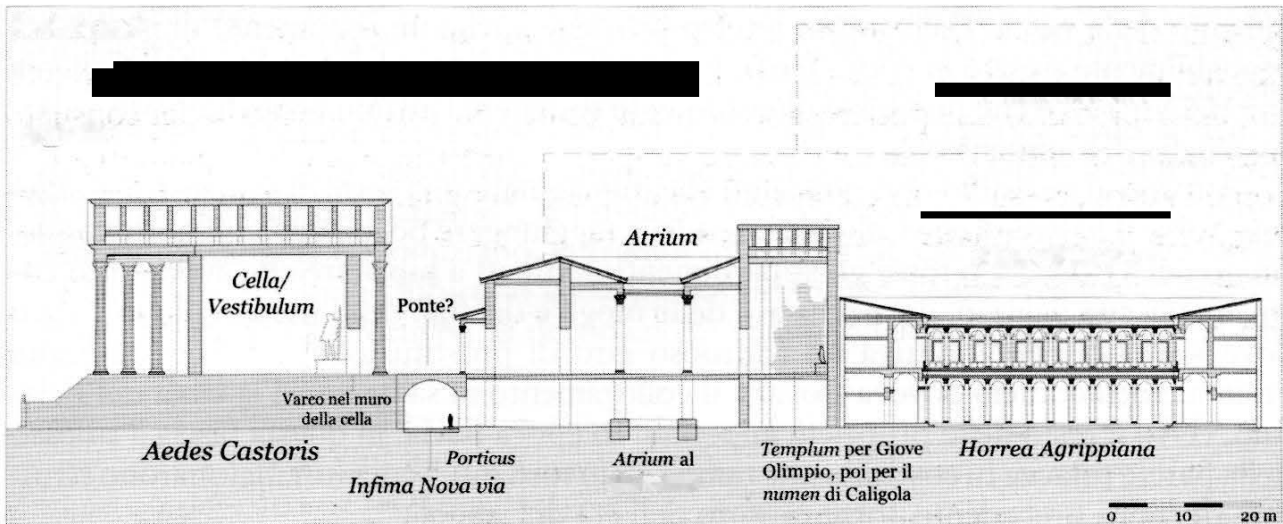 Atrium
Cella/
Vestibulum
Ponte?
Varco nel muro
della cella
Aedes Castoris
Porticus
Infima Nova via
Atrium al
Templum per Giove
Olimpio, poi per il
numen di Caligola
Horrea Agrippiana
0 10 20 m